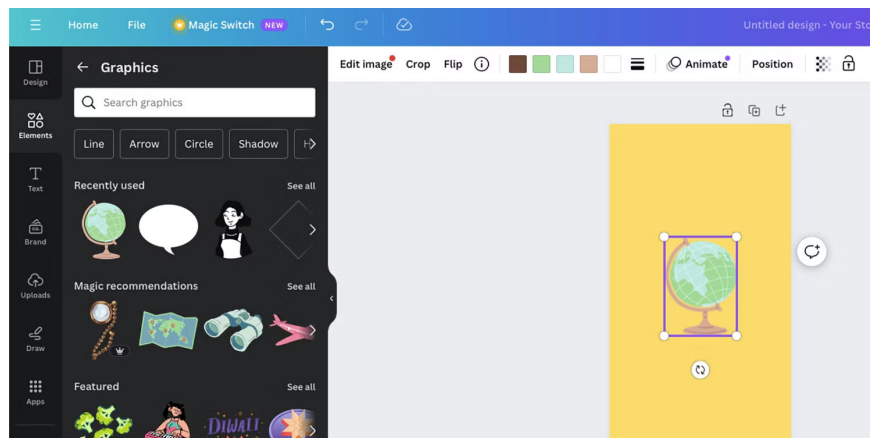 Home File Magic Switch NEW Untitled design - Your Sto
Design
Elements
Text
Brand
CO.
Uploads
Draw
Apps
Graphics
Search graphics
Line Arrow Circle Shadow
Recently used See all
Magic recommendations See all
Featured See all
DIWALI
Edit image Crop Flip Animate Position